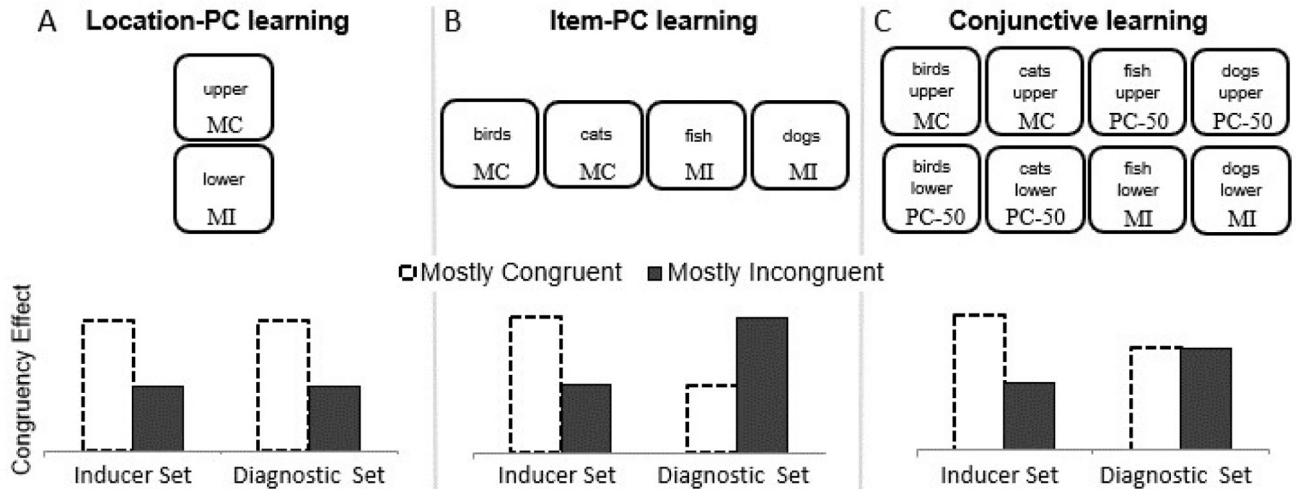 A Location-PC learning
upper
MC
lower
MI
B Item-PC learning
birds
MC
cats
MC
fish
MI
dogs
MI
C Conjunctive learning
birds
upper
MC
cats
upper
MC
fish
upper
PC-50
dogs
upper
PC-50
birds
lower
PC-50
cats
lower
PC-50
fish
lower
MI
dogs
lower
MI
Mostly Congruent Mostly Incongruent
Congruency Effect
Inducer Set Diagnostic Set
Inducer Set Diagnostic Set
Inducer Set Diagnostic Set